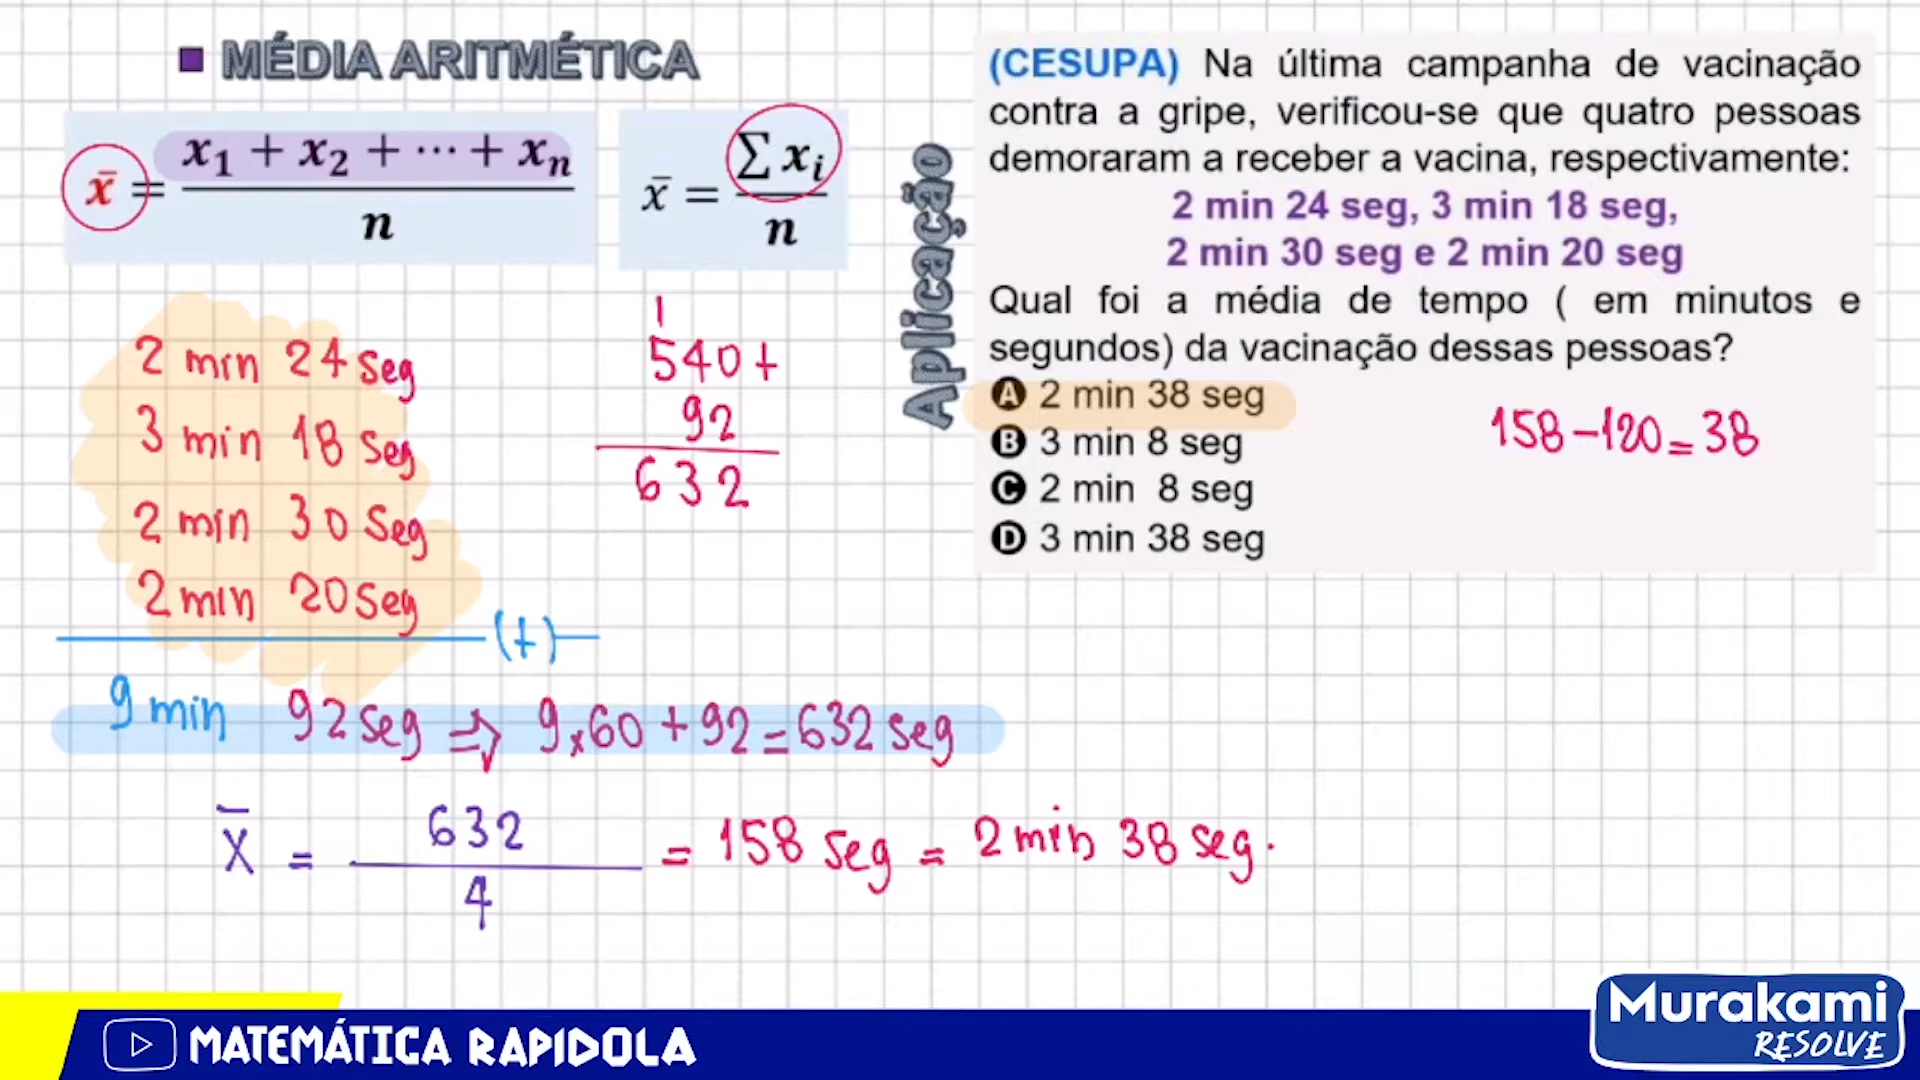 MÉDIA ARITMÉTICA
x̄ = x₁ + x₂ + ⋯ + xₙ / n
x̄ = ∑ xᵢ / n
2 min 24 seg
3 min 18 seg
2 min 30 seg
2 min 20 seg
(+)
9 min 92 seg ⇒ 9x60 + 92 = 632 seg
1
540 +
92
632
X̄ = 632 / 4 = 158 seg = 2 min 38 seg.
Aplicação
(CESUPA) Na última campanha de vacinação
contra a gripe, verificou-se que quatro pessoas
demoraram a receber a vacina, respectivamente:
2 min 24 seg, 3 min 18 seg,
2 min 30 seg e 2 min 20 seg
Qual foi a média de tempo ( em minutos e
segundos) da vacinação dessas pessoas?
A 2 min 38 seg
B 3 min 8 seg
C 2 min 8 seg
D 3 min 38 seg
158 - 120 = 38
MATEMÁTICA RAPIDOLA
Murakami
RESOLVE